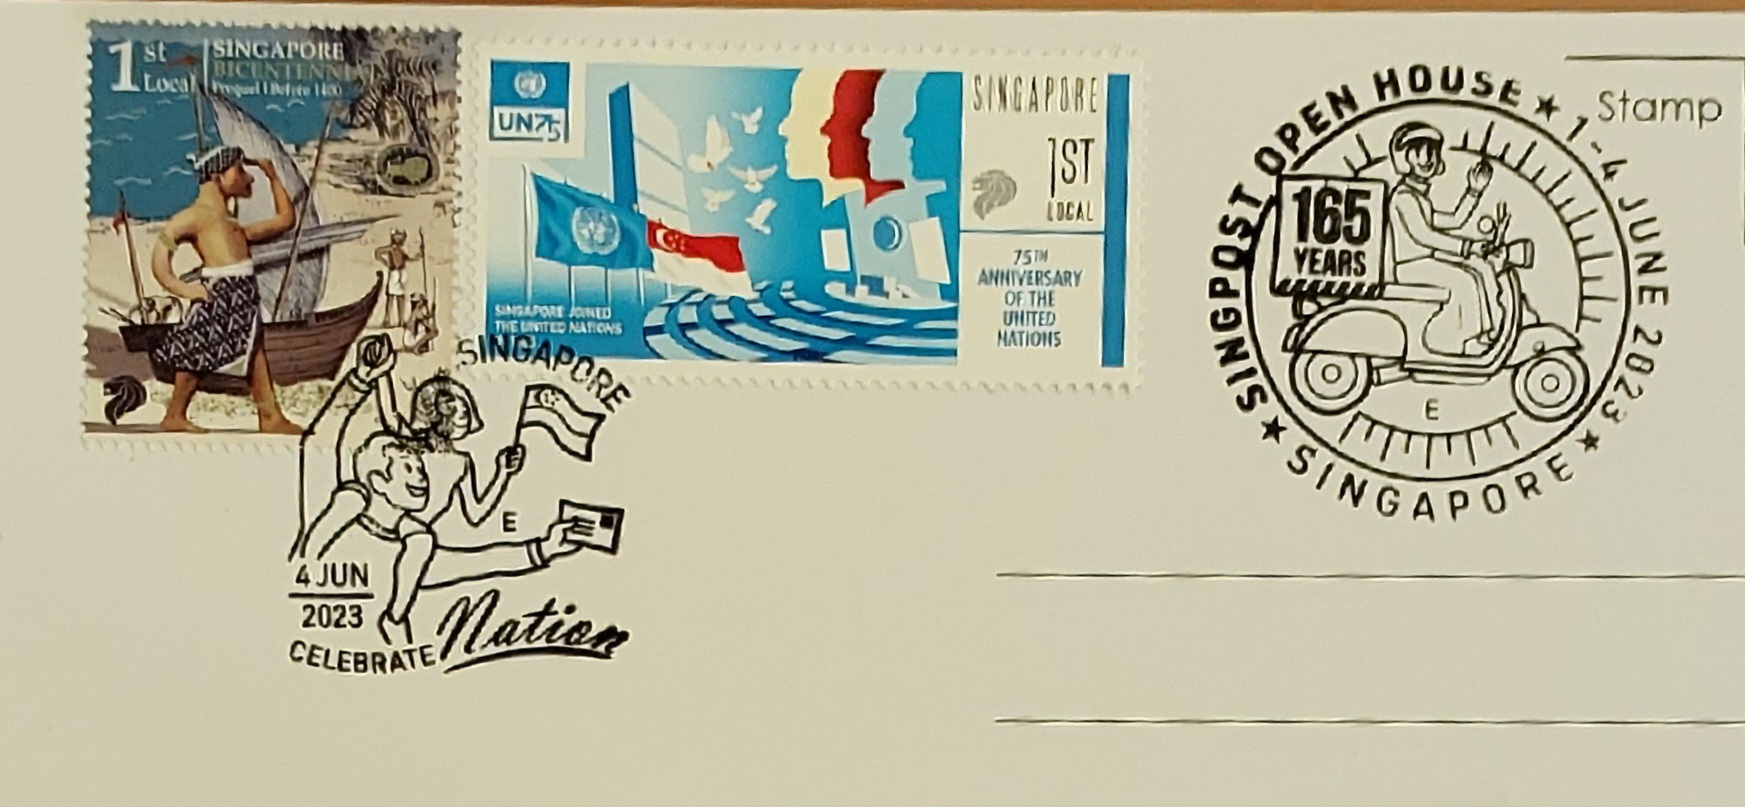 1st Local
SINGAPORE
BICENTENNIAL
Prequel | Before 1400
UN75
SINGAPORE JOINED
THE UNITED NATIONS
SINGAPORE
1ST
LOCAL
75TH
ANNIVERSARY
OF THE
UNITED
NATIONS
SINGAPORE
E
4 JUN
2023
CELEBRATE Nation
Stamp
SINGPOST OPEN HOUSE ★ 1-4 JUNE 2023 ★
165
YEARS
E
★ SINGAPORE